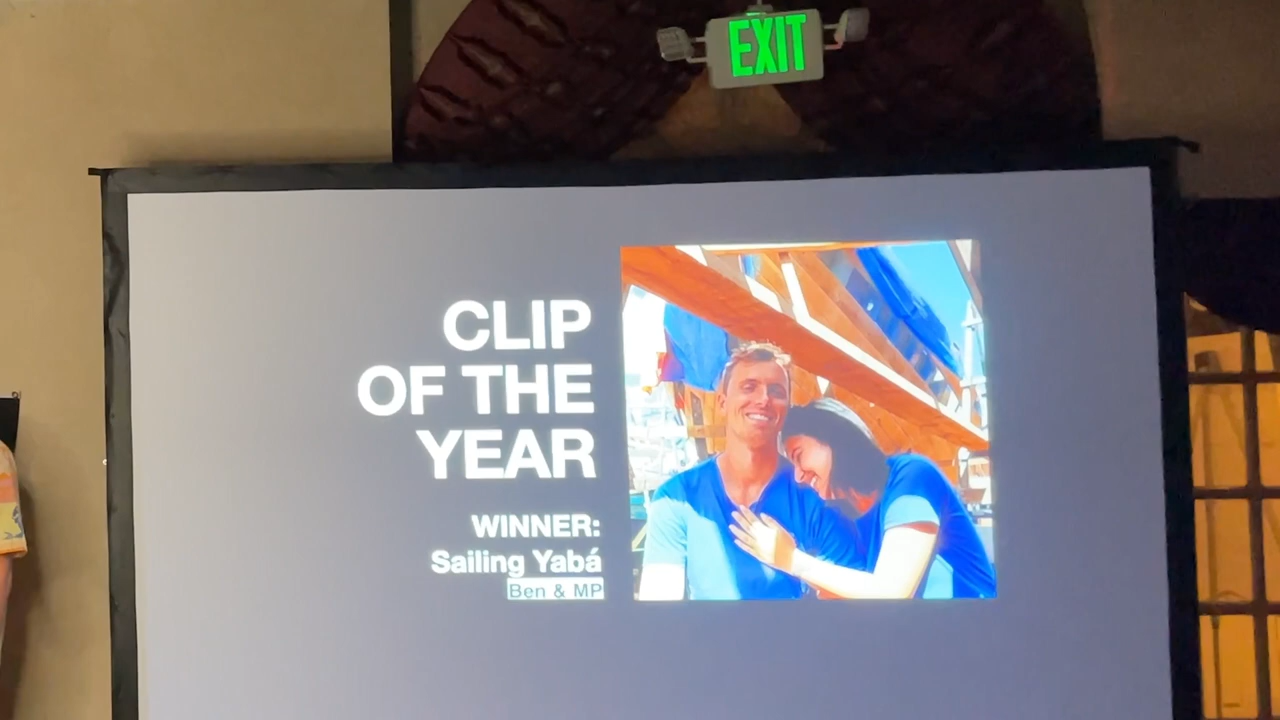 EXIT
CLIP
OF THE
YEAR
WINNER:
Sailing Yabá
Ben & MP